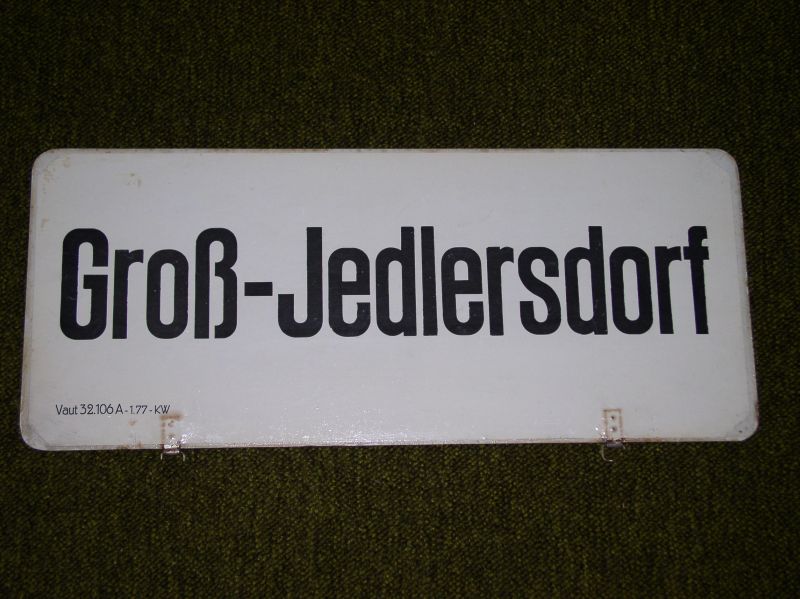 Groß-Jedlersdorf
Vaut 32.106 A - 1.77 - KW